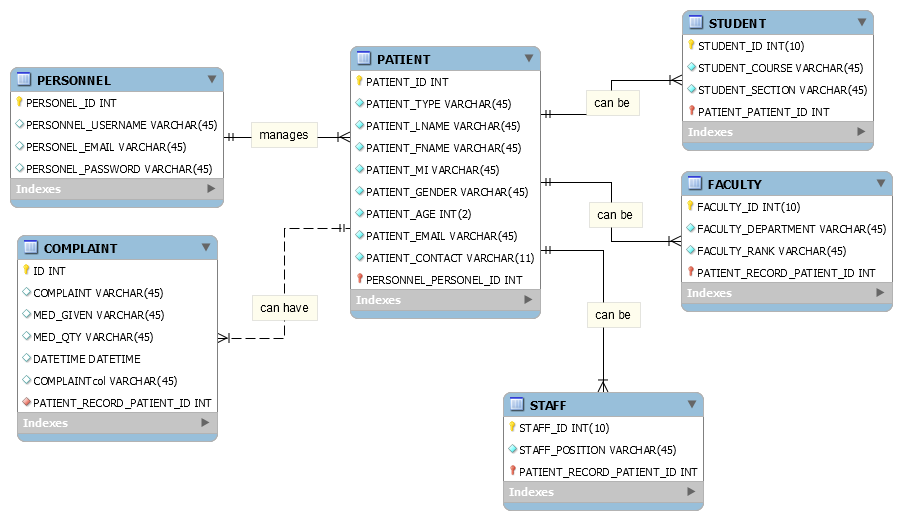 PERSONNEL
PERSONEL_ID INT
PERSONNEL_USERNAME VARCHAR(45)
PERSONEL_EMAIL VARCHAR(45)
PERSONEL_PASSWORD VARCHAR(45)
Indexes
manages
PATIENT
PATIENT_ID INT
PATIENT_TYPE VARCHAR(45)
PATIENT_LNAME VARCHAR(45)
PATIENT_FNAME VARCHAR(45)
PATIENT_MI VARCHAR(45)
PATIENT_GENDER VARCHAR(45)
PATIENT_AGE INT(2)
PATIENT_EMAIL VARCHAR(45)
PATIENT_CONTACT VARCHAR(11)
PERSONNEL_PERSONEL_ID INT
Indexes
can be
STUDENT
STUDENT_ID INT(10)
STUDENT_COURSE VARCHAR(45)
STUDENT_SECTION VARCHAR(45)
PATIENT_PATIENT_ID INT
Indexes
can be
FACULTY
FACULTY_ID INT(10)
FACULTY_DEPARTMENT VARCHAR(45)
FACULTY_RANK VARCHAR(45)
PATIENT_RECORD_PATIENT_ID INT
Indexes
COMPLAINT
ID INT
COMPLAINT VARCHAR(45)
MED_GIVEN VARCHAR(45)
MED_QTY VARCHAR(45)
DATETIME DATETIME
COMPLAINTcol VARCHAR(45)
PATIENT_RECORD_PATIENT_ID INT
Indexes
can have
can be
STAFF
STAFF_ID INT(10)
STAFF_POSITION VARCHAR(45)
PATIENT_RECORD_PATIENT_ID INT
Indexes